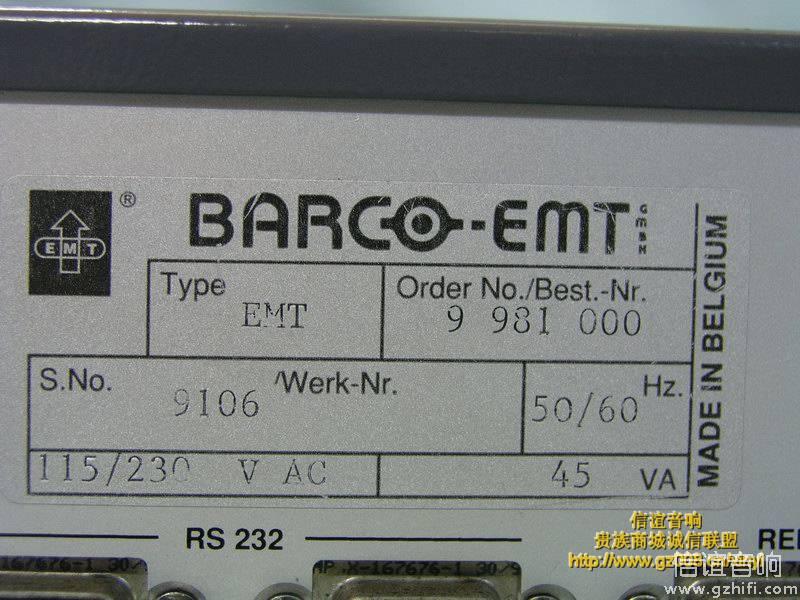 EMT ®
BARCO-EMT GmbH
Type
EMT
Order No./Best.-Nr.
9 981 000
S.No. 9106 /Werk-Nr.
50/60 Hz.
115/230 V AC
45 VA
MADE IN BELGIUM
RS 232
信谊音响
贵族商城诚信联盟
信谊音响
www.gzhifi.com